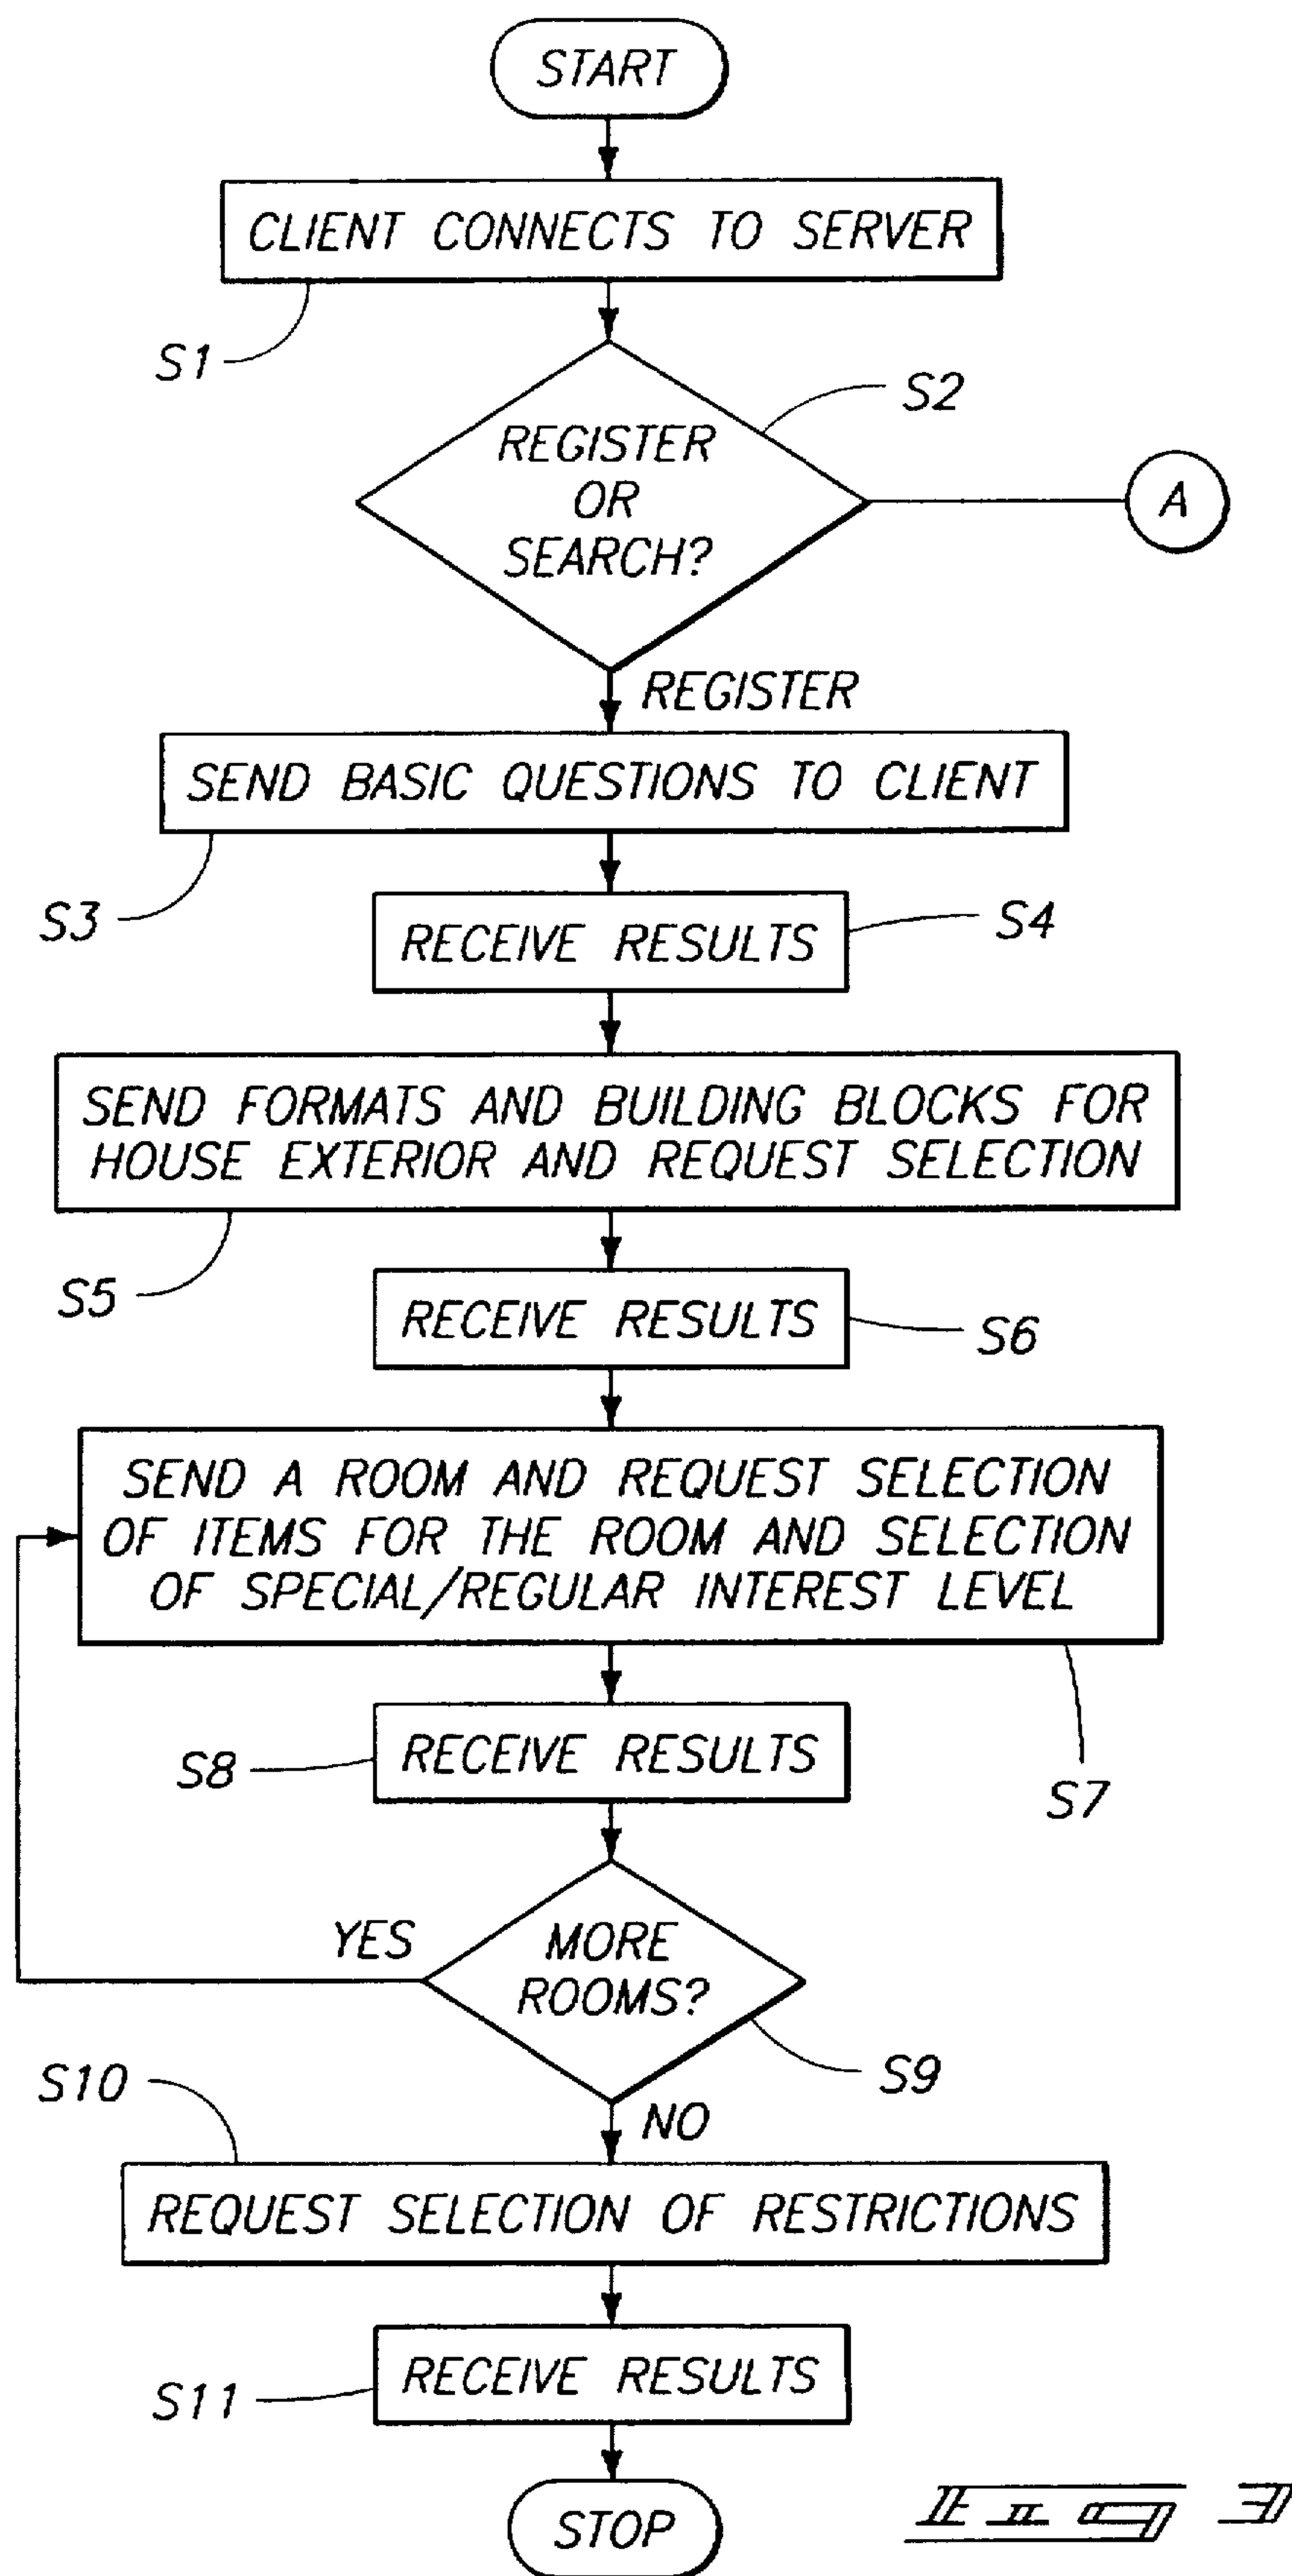 START
CLIENT CONNECTS TO SERVER
S1
S2
REGISTER
OR
SEARCH?
A
REGISTER
SEND BASIC QUESTIONS TO CLIENT
S3
RECEIVE RESULTS
S4
SEND FORMATS AND BUILDING BLOCKS FOR
HOUSE EXTERIOR AND REQUEST SELECTION
S5
RECEIVE RESULTS
S6
SEND A ROOM AND REQUEST SELECTION
OF ITEMS FOR THE ROOM AND SELECTION
OF SPECIAL/REGULAR INTEREST LEVEL
S7
S8
RECEIVE RESULTS
YES
MORE
ROOMS?
S9
S10
NO
REQUEST SELECTION OF RESTRICTIONS
S11
RECEIVE RESULTS
STOP
Fig 3